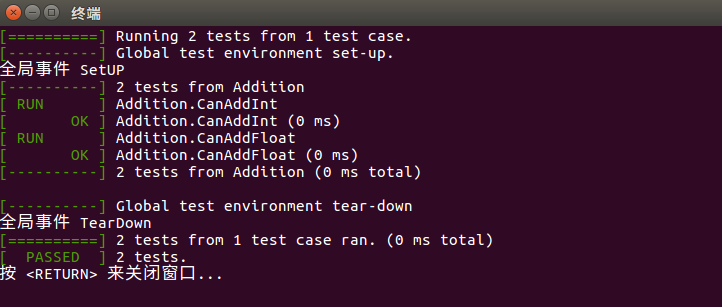 终端
[==========] Running 2 tests from 1 test case.
[----------] Global test environment set-up.
全局事件 SetUP
[----------] 2 tests from Addition
[ RUN      ] Addition.CanAddInt
[       OK ] Addition.CanAddInt (0 ms)
[ RUN      ] Addition.CanAddFloat
[       OK ] Addition.CanAddFloat (0 ms)
[----------] 2 tests from Addition (0 ms total)
[----------] Global test environment tear-down
全局事件 TearDown
[==========] 2 tests from 1 test case ran. (0 ms total)
[  PASSED  ] 2 tests.
按 <RETURN> 来关闭窗口...